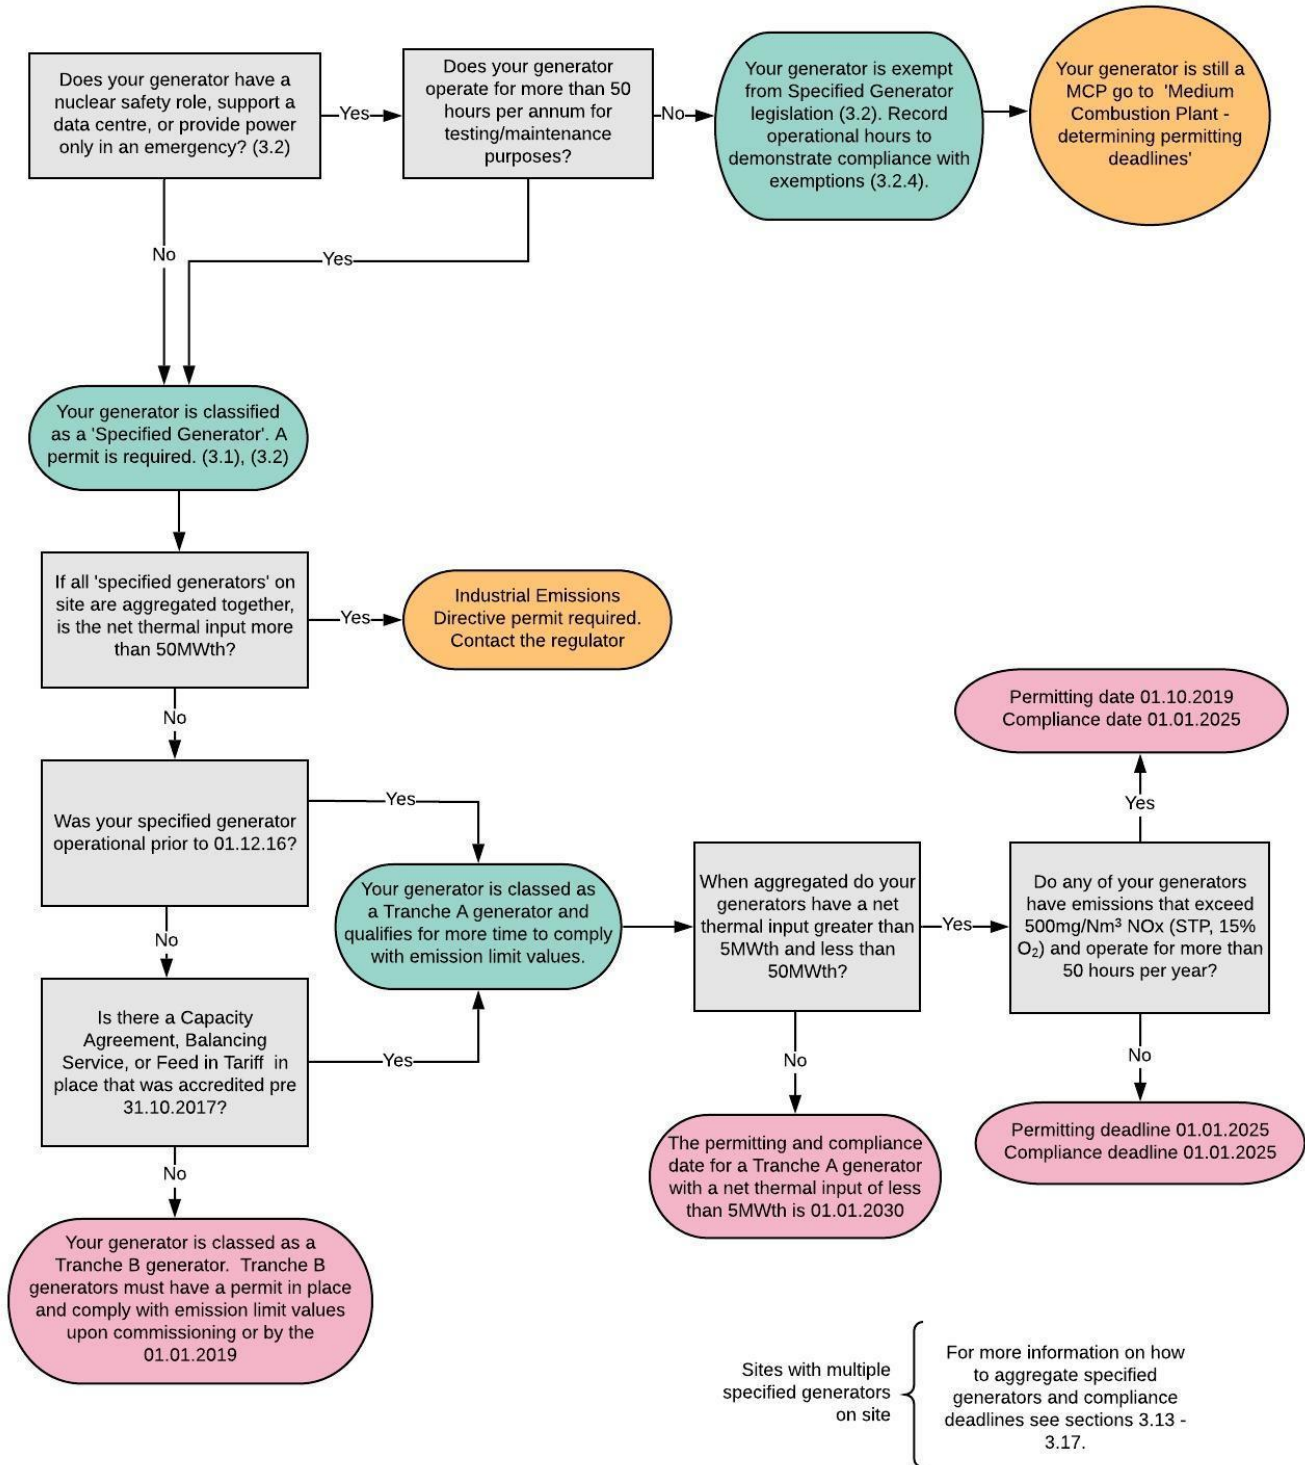 Does your generator have a
nuclear safety role, support a
data centre, or provide power
only in an emergency? (3.2)
Yes
Does your generator
operate for more than 50
hours per annum for
testing/maintenance
purposes?
No
Your generator is exempt
from Specified Generator
legislation (3.2). Record
operational hours to
demonstrate compliance with
exemptions (3.2.4).
Your generator is still a
MCP go to 'Medium
Combustion Plant -
determining permitting
deadlines'
No
Yes
Your generator is classified
as a 'Specified Generator'. A
permit is required. (3.1), (3.2)
If all 'specified generators' on
site are aggregated together,
is the net thermal input more
than 50MWth?
Yes
Industrial Emissions
Directive permit required.
Contact the regulator
No
Was your specified generator
operational prior to 01.12.16?
Yes
No
Is there a Capacity
Agreement, Balancing
Service, or Feed in Tariff in
place that was accredited pre
31.10.2017?
Yes
No
Your generator is classed as a
Tranche B generator. Tranche B
generators must have a permit in place
and comply with emission limit values
upon commissioning or by the
01.01.2019
Your generator is classed as
a Tranche A generator and
qualifies for more time to comply
with emission limit values.
When aggregated do your
generators have a net
thermal input greater than
5MWth and less than
50MWth?
Yes
No
The permitting and compliance
date for a Tranche A generator
with a net thermal input of less
than 5MWth is 01.01.2030
Do any of your generators
have emissions that exceed
500mg/Nm³ NOx (STP, 15%
O₂) and operate for more than
50 hours per year?
Yes
Permitting date 01.10.2019
Compliance date 01.01.2025
No
Permitting deadline 01.01.2025
Compliance deadline 01.01.2025
Sites with multiple
specified generators
on site
For more information on how
to aggregate specified
generators and compliance
deadlines see sections 3.13 -
3.17.